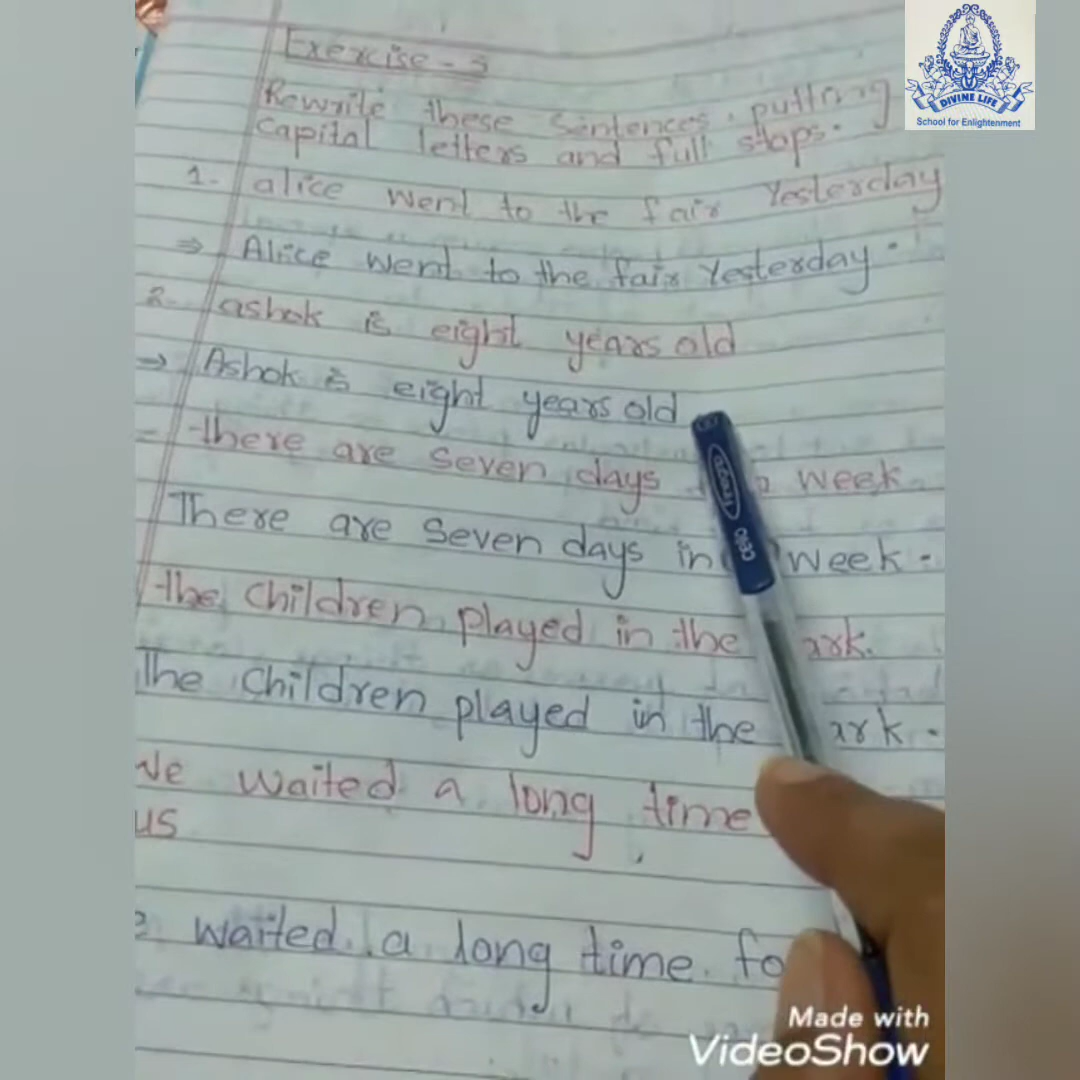 DIVINE LIFE
School for Enlightenment
Exercise - 3
Rewrite these sentences putting
capital letters and full stops.
1. alice went to the fair Yesterday
⇒ Alice went to the fair Yesterday.
2. ashok is eight years old
→ Ashok is eight years old
- there are seven days week
There are seven days in week.
the children played in the ark.
The children played in the ark.
we waited a long time
us
waited a long time fo
cello
Made with
VideoShow